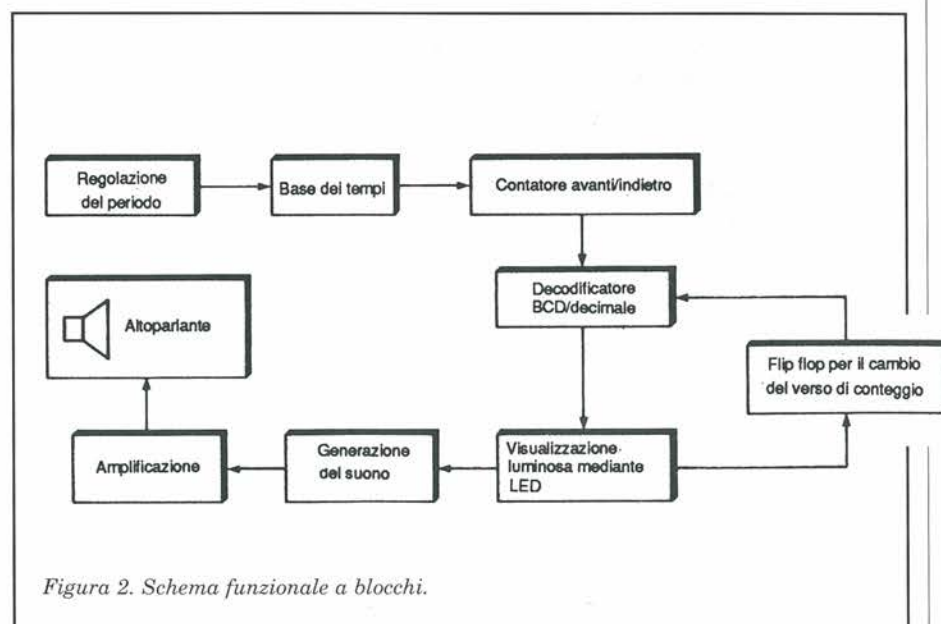 Regolazione
del periodo
Base dei tempi
Contatore avanti/indietro
Altoparlante
Decodificatore
BCD/decimale
Flip flop per il cambio
del verso di conteggio
Amplificazione
Generazione
del suono
Visualizzazione
luminosa mediante
LED
Figura 2. Schema funzionale a blocchi.